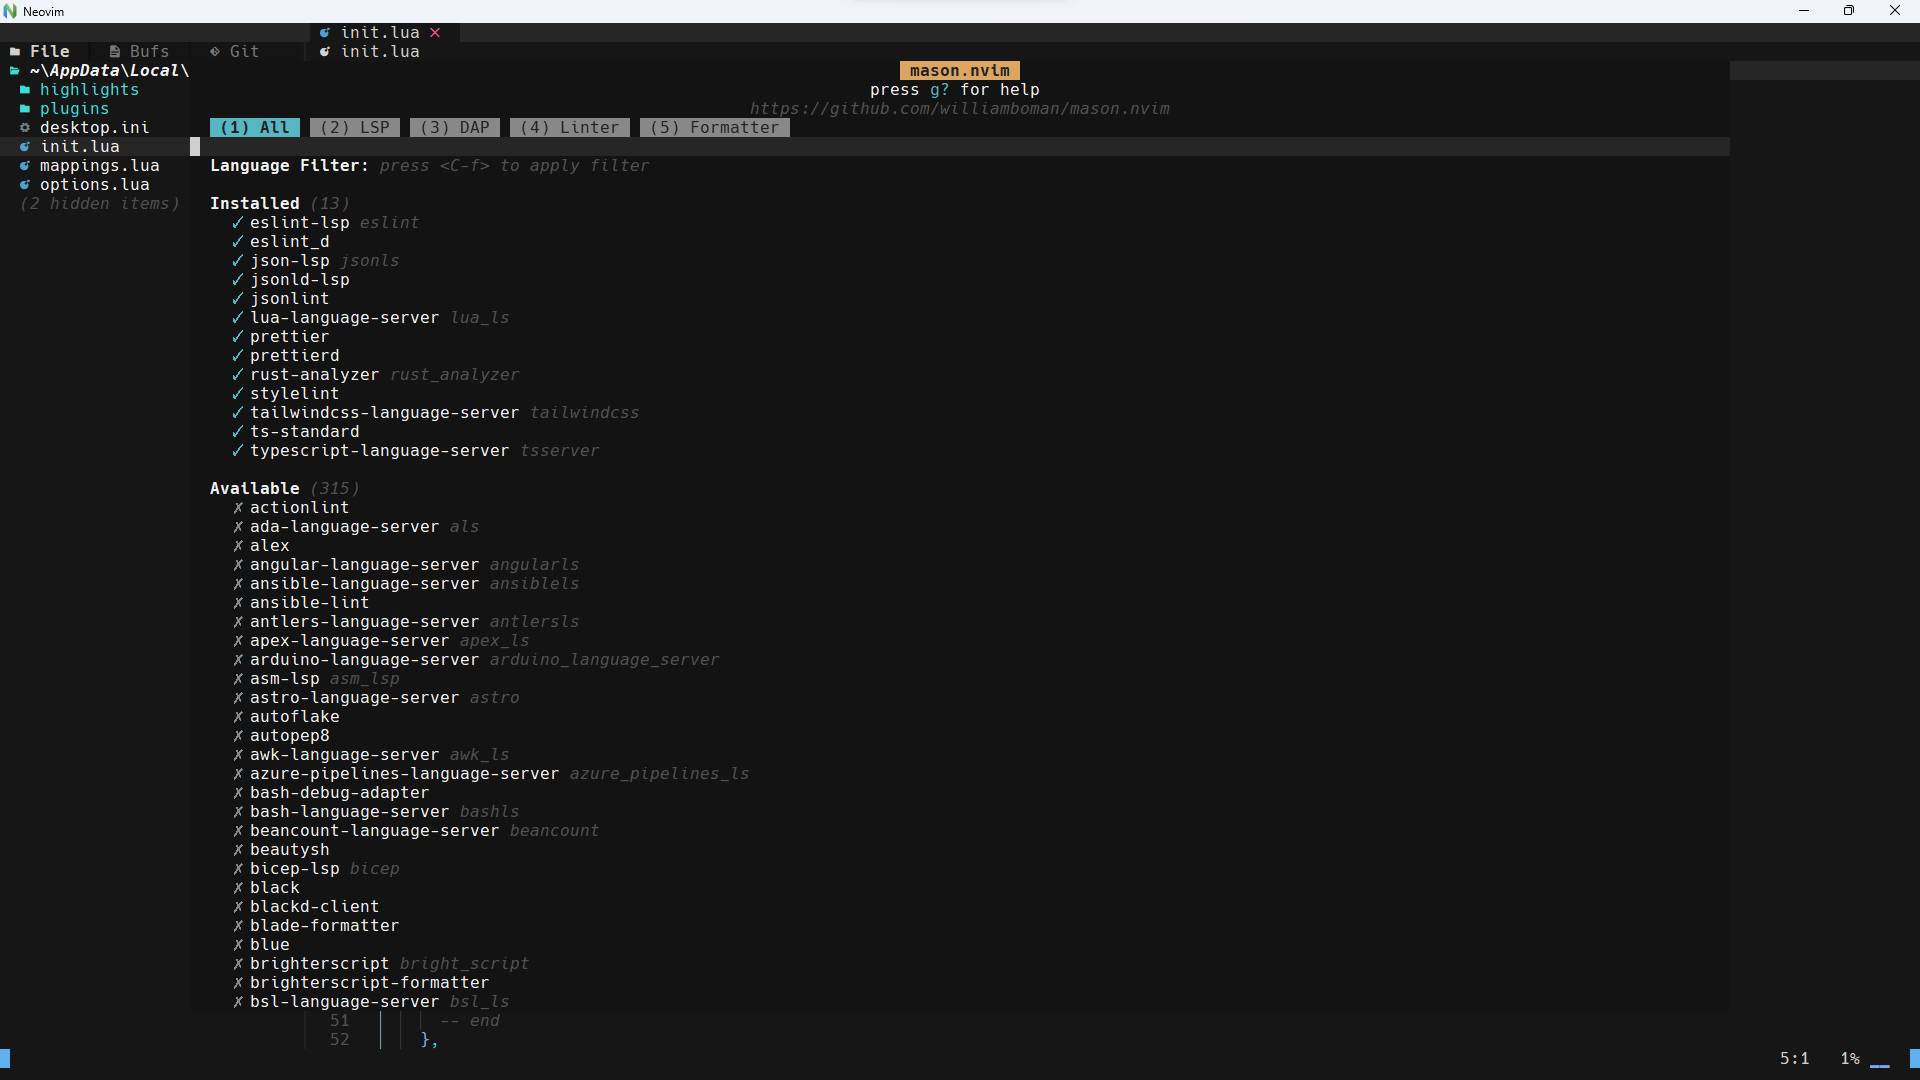 Neovim
init.lua
File Bufs Git init.lua
~\AppData\Local\
highlights
plugins
desktop.ini
init.lua
mappings.lua
options.lua
(2 hidden items)
mason.nvim
press g? for help
https://github.com/williamboman/mason.nvim
(1) All (2) LSP (3) DAP (4) Linter (5) Formatter
Language Filter: press <C-f> to apply filter
Installed (13)
✓ eslint-lsp eslint
✓ eslint_d
✓ json-lsp jsonls
✓ jsonld-lsp
✓ jsonlint
✓ lua-language-server lua_ls
✓ prettier
✓ prettierd
✓ rust-analyzer rust_analyzer
✓ stylelint
✓ tailwindcss-language-server tailwindcss
✓ ts-standard
✓ typescript-language-server tsserver
Available (315)
✗ actionlint
✗ ada-language-server als
✗ alex
✗ angular-language-server angularls
✗ ansible-language-server ansiblels
✗ ansible-lint
✗ antlers-language-server antlersls
✗ apex-language-server apex_ls
✗ arduino-language-server arduino_language_server
✗ asm-lsp asm_lsp
✗ astro-language-server astro
✗ autoflake
✗ autopep8
✗ awk-language-server awk_ls
✗ azure-pipelines-language-server azure_pipelines_ls
✗ bash-debug-adapter
✗ bash-language-server bashls
✗ beancount-language-server beancount
✗ beautysh
✗ bicep-lsp bicep
✗ black
✗ blackd-client
✗ blade-formatter
✗ blue
✗ brighterscript bright_script
✗ brighterscript-formatter
✗ bsl-language-server bsl_ls
51 -- end
52 },
5:1 1% __